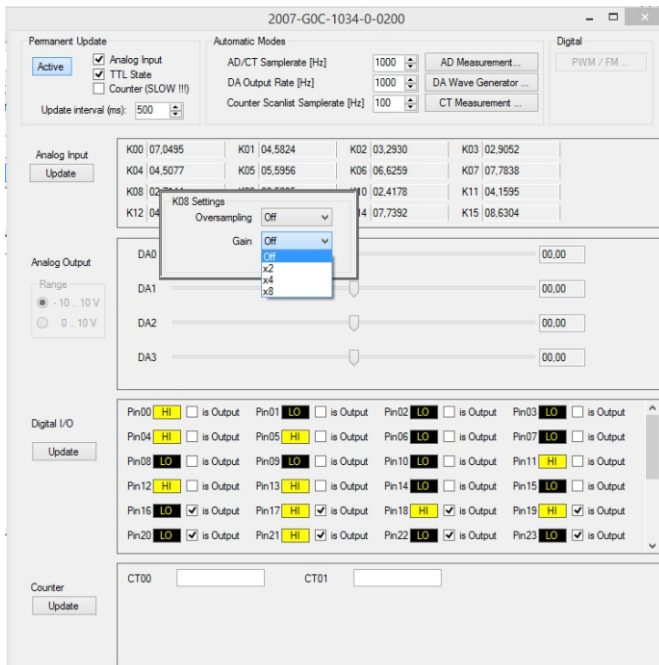 2007-G0C-1034-0-0200
Permanent Update
Automatic Modes
Digital
Active
Analog Input
TTL State
Counter (SLOW !!!)
Update interval (ms): 500
AD/CT Samplerate [Hz] 1000 AD Measurement...
DA Output Rate [Hz] 1000 DA Wave Generator ...
Counter Scanlist Samplerate [Hz] 100 CT Measurement ...
PWM / FM ...
Analog Input
Update
K00 07,0495 K01 04,5824 K02 03,2930 K03 02,9052
K04 04,5077 K05 05,5956 K06 06,6259 K07 07,7838
K08 02,4178 K11 04,1595
K12 04 07,7392 K15 08,6304
K08 Settings
Oversampling Off
Gain Off
Off
x2
x4
x8
Analog Output
Range
- 10 .. 10 V
0 .. 10 V
DA0 00,00
DA1 00,00
DA2 00,00
DA3 00,00
Digital I/O
Update
Pin00 HI is Output Pin01 LO is Output Pin02 LO is Output Pin03 LO is Output
Pin04 HI is Output Pin05 HI is Output Pin06 LO is Output Pin07 LO is Output
Pin08 LO is Output Pin09 LO is Output Pin10 LO is Output Pin11 HI is Output
Pin12 HI is Output Pin13 HI is Output Pin14 LO is Output Pin15 LO is Output
Pin16 LO is Output Pin17 HI is Output Pin18 HI is Output Pin19 HI is Output
Pin20 LO is Output Pin21 HI is Output Pin22 LO is Output Pin23 LO is Output
Counter
Update
CT00 CT01